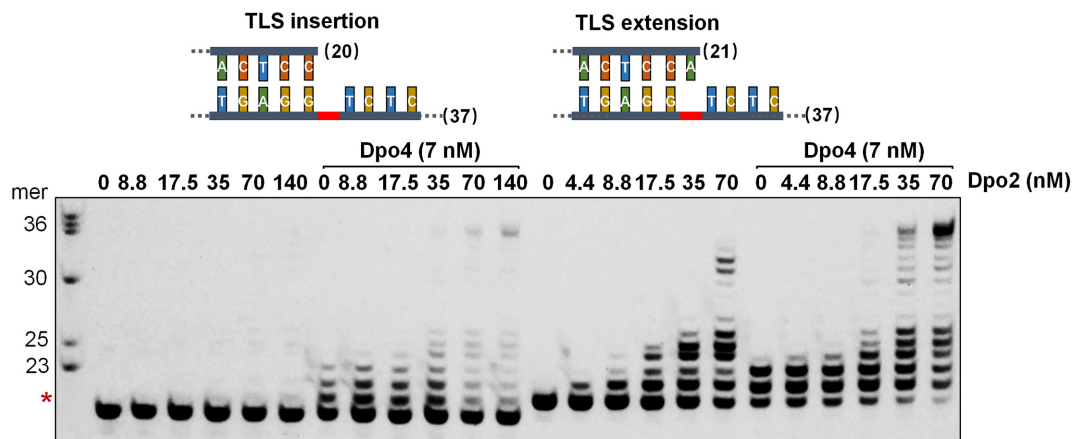 TLS insertion TLS extension
(20) (21)
A C T C C A C T C C A
T G A G G T C T C T G A G G T C T C
(37) (37)
Dpo4 (7 nM) Dpo4 (7 nM)
mer 0 8.8 17.5 35 70 140 0 8.8 17.5 35 70 140 0 4.4 8.8 17.5 35 70 0 4.4 8.8 17.5 35 70 Dpo2 (nM)
36
30
25
23
*